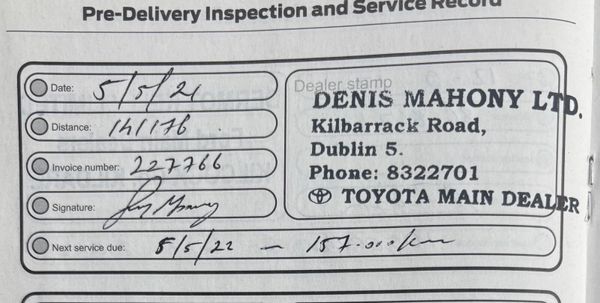 Pre-Delivery Inspection and Service Record
Date: 5/5/21
Distance: 141176
Invoice number: 227766
Signature:
Next service due: 5/5/22 - 157.000km
Dealer stamp
DENIS MAHONY LTD.
Kilbarrack Road,
Dublin 5.
Phone: 8322701
TOYOTA MAIN DEALER